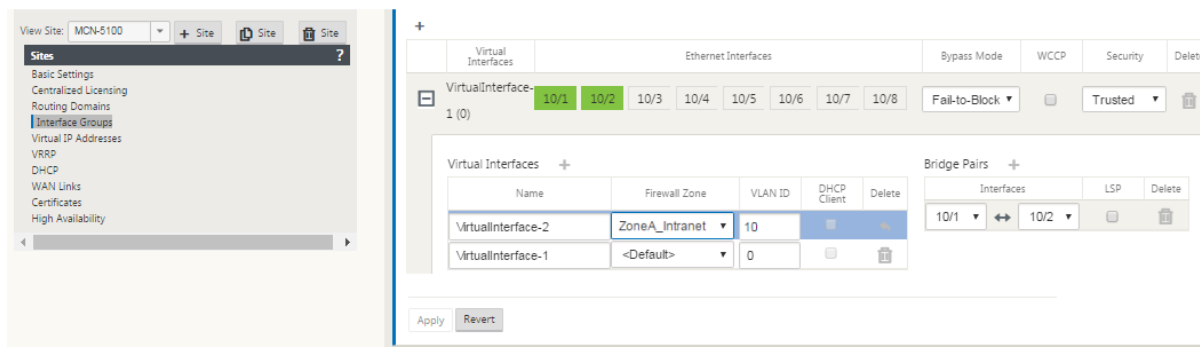 View Site: MCN-5100 + Site Site Site
Sites ?
Basic Settings
Centralized Licensing
Routing Domains
Interface Groups
Virtual IP Addresses
VRRP
DHCP
WAN Links
Certificates
High Availability
+
Virtual Interfaces Ethernet Interfaces Bypass Mode WCCP Security Delet
VirtualInterface-1 (0) 10/1 10/2 10/3 10/4 10/5 10/6 10/7 10/8 Fail-to-Block Trusted
Virtual Interfaces + Bridge Pairs +
Name Firewall Zone VLAN ID DHCP Client Delete Interfaces LSP Delete
VirtualInterface-2 ZoneA_Intranet 10 10/1 10/2
VirtualInterface-1 <Default> 0
Apply Revert